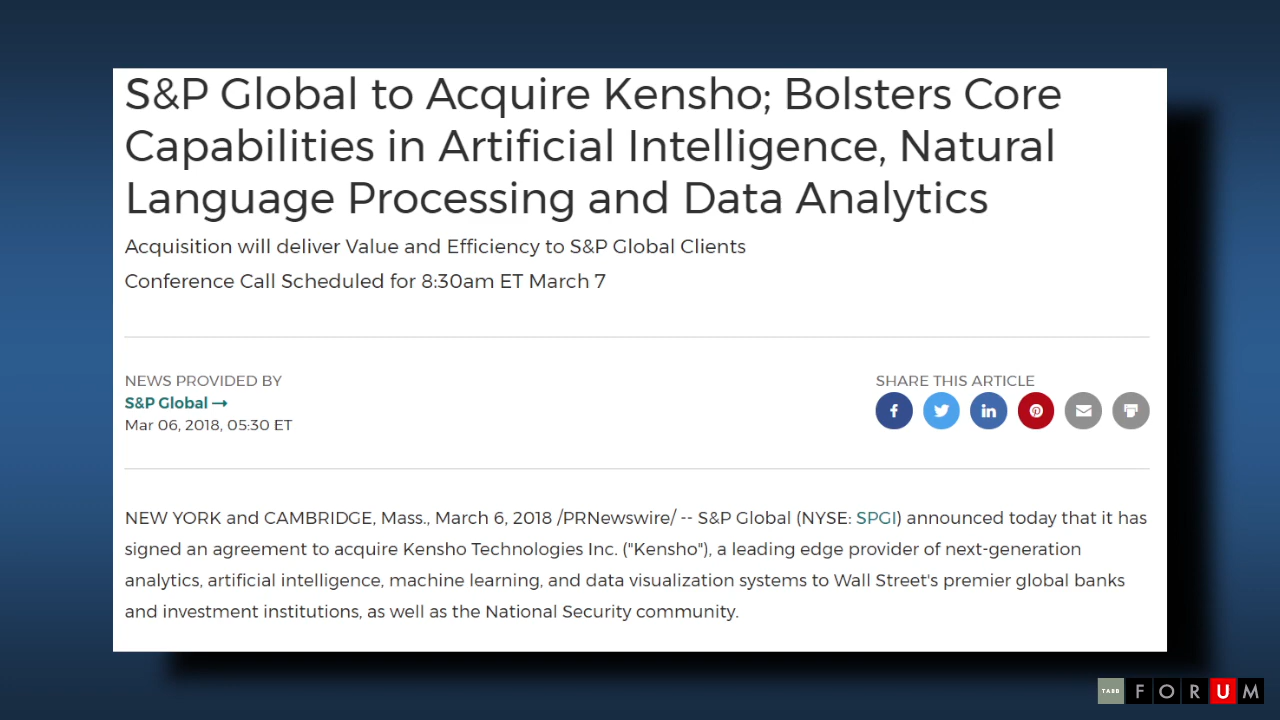 S&P Global to Acquire Kensho; Bolsters Core
Capabilities in Artificial Intelligence, Natural
Language Processing and Data Analytics
Acquisition will deliver Value and Efficiency to S&P Global Clients
Conference Call Scheduled for 8:30am ET March 7
NEWS PROVIDED BY
S&P Global →
Mar 06, 2018, 05:30 ET
SHARE THIS ARTICLE
NEW YORK and CAMBRIDGE, Mass., March 6, 2018 /PRNewswire/ -- S&P Global (NYSE: SPGI) announced today that it has
signed an agreement to acquire Kensho Technologies Inc. ("Kensho"), a leading edge provider of next-generation
analytics, artificial intelligence, machine learning, and data visualization systems to Wall Street's premier global banks
and investment institutions, as well as the National Security community.
TABB FORUM